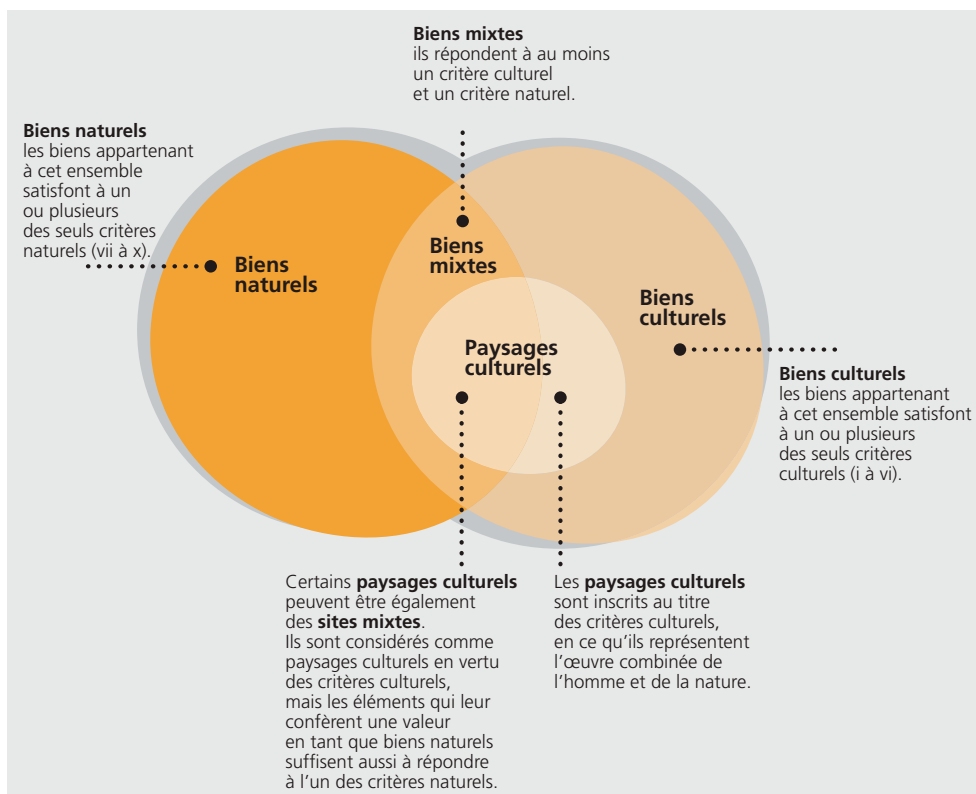 Biens mixtes
ils répondent à au moins
un critère culturel
et un critère naturel.
Biens naturels
les biens appartenant
à cet ensemble
satisfont à un
ou plusieurs
des seuls critères
naturels (vii à x).
Biens
naturels
Biens
mixtes
Biens
culturels
Paysages
culturels
Biens culturels
les biens appartenant
à cet ensemble satisfont
à un ou plusieurs
des seuls critères
culturels (i à vi).
Certains paysages culturels
peuvent être également
des sites mixtes.
Ils sont considérés comme
paysages culturels en vertu
des critères culturels,
mais les éléments qui leur
confèrent une valeur
en tant que biens naturels
suffisent aussi à répondre
à l’un des critères naturels.
Les paysages culturels
sont inscrits au titre
des critères culturels,
en ce qu’ils représentent
l’œuvre combinée de
l’homme et de la nature.